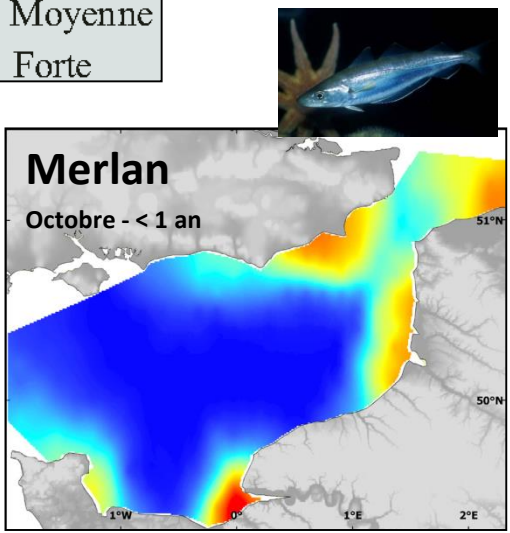 Moyenne
Forte
Merlan
Octobre - < 1 an
51°N
50°N
1°W
0°
1°E
2°E